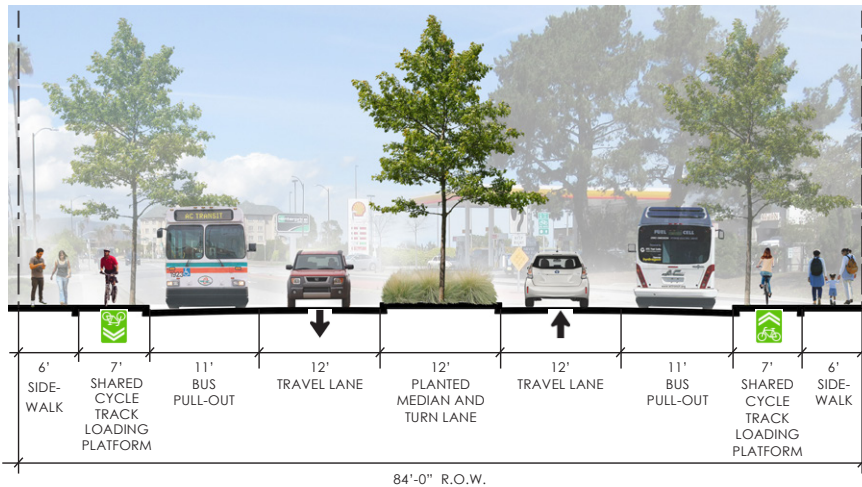 AC TRANSIT
FUEL CELL
6’
SIDE-
WALK
7’
SHARED
CYCLE
TRACK
LOADING
PLATFORM
11’
BUS
PULL-OUT
12’
TRAVEL LANE
12’
PLANTED
MEDIAN AND
TURN LANE
12’
TRAVEL LANE
11’
BUS
PULL-OUT
7’
SHARED
CYCLE
TRACK
LOADING
PLATFORM
6’
SIDE-
WALK
84’-0” R.O.W.